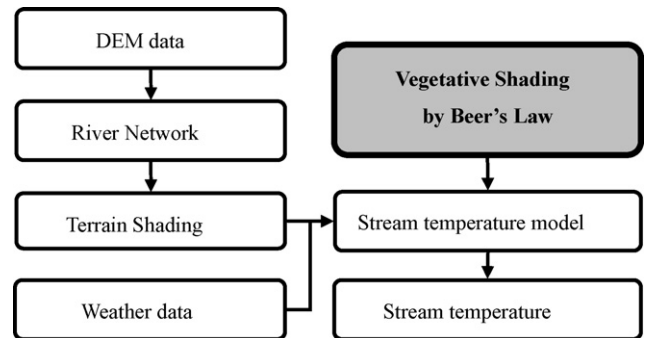 DEM data
River Network
Terrain Shading
Weather data
Vegetative Shading
by Beer’s Law
Stream temperature model
Stream temperature